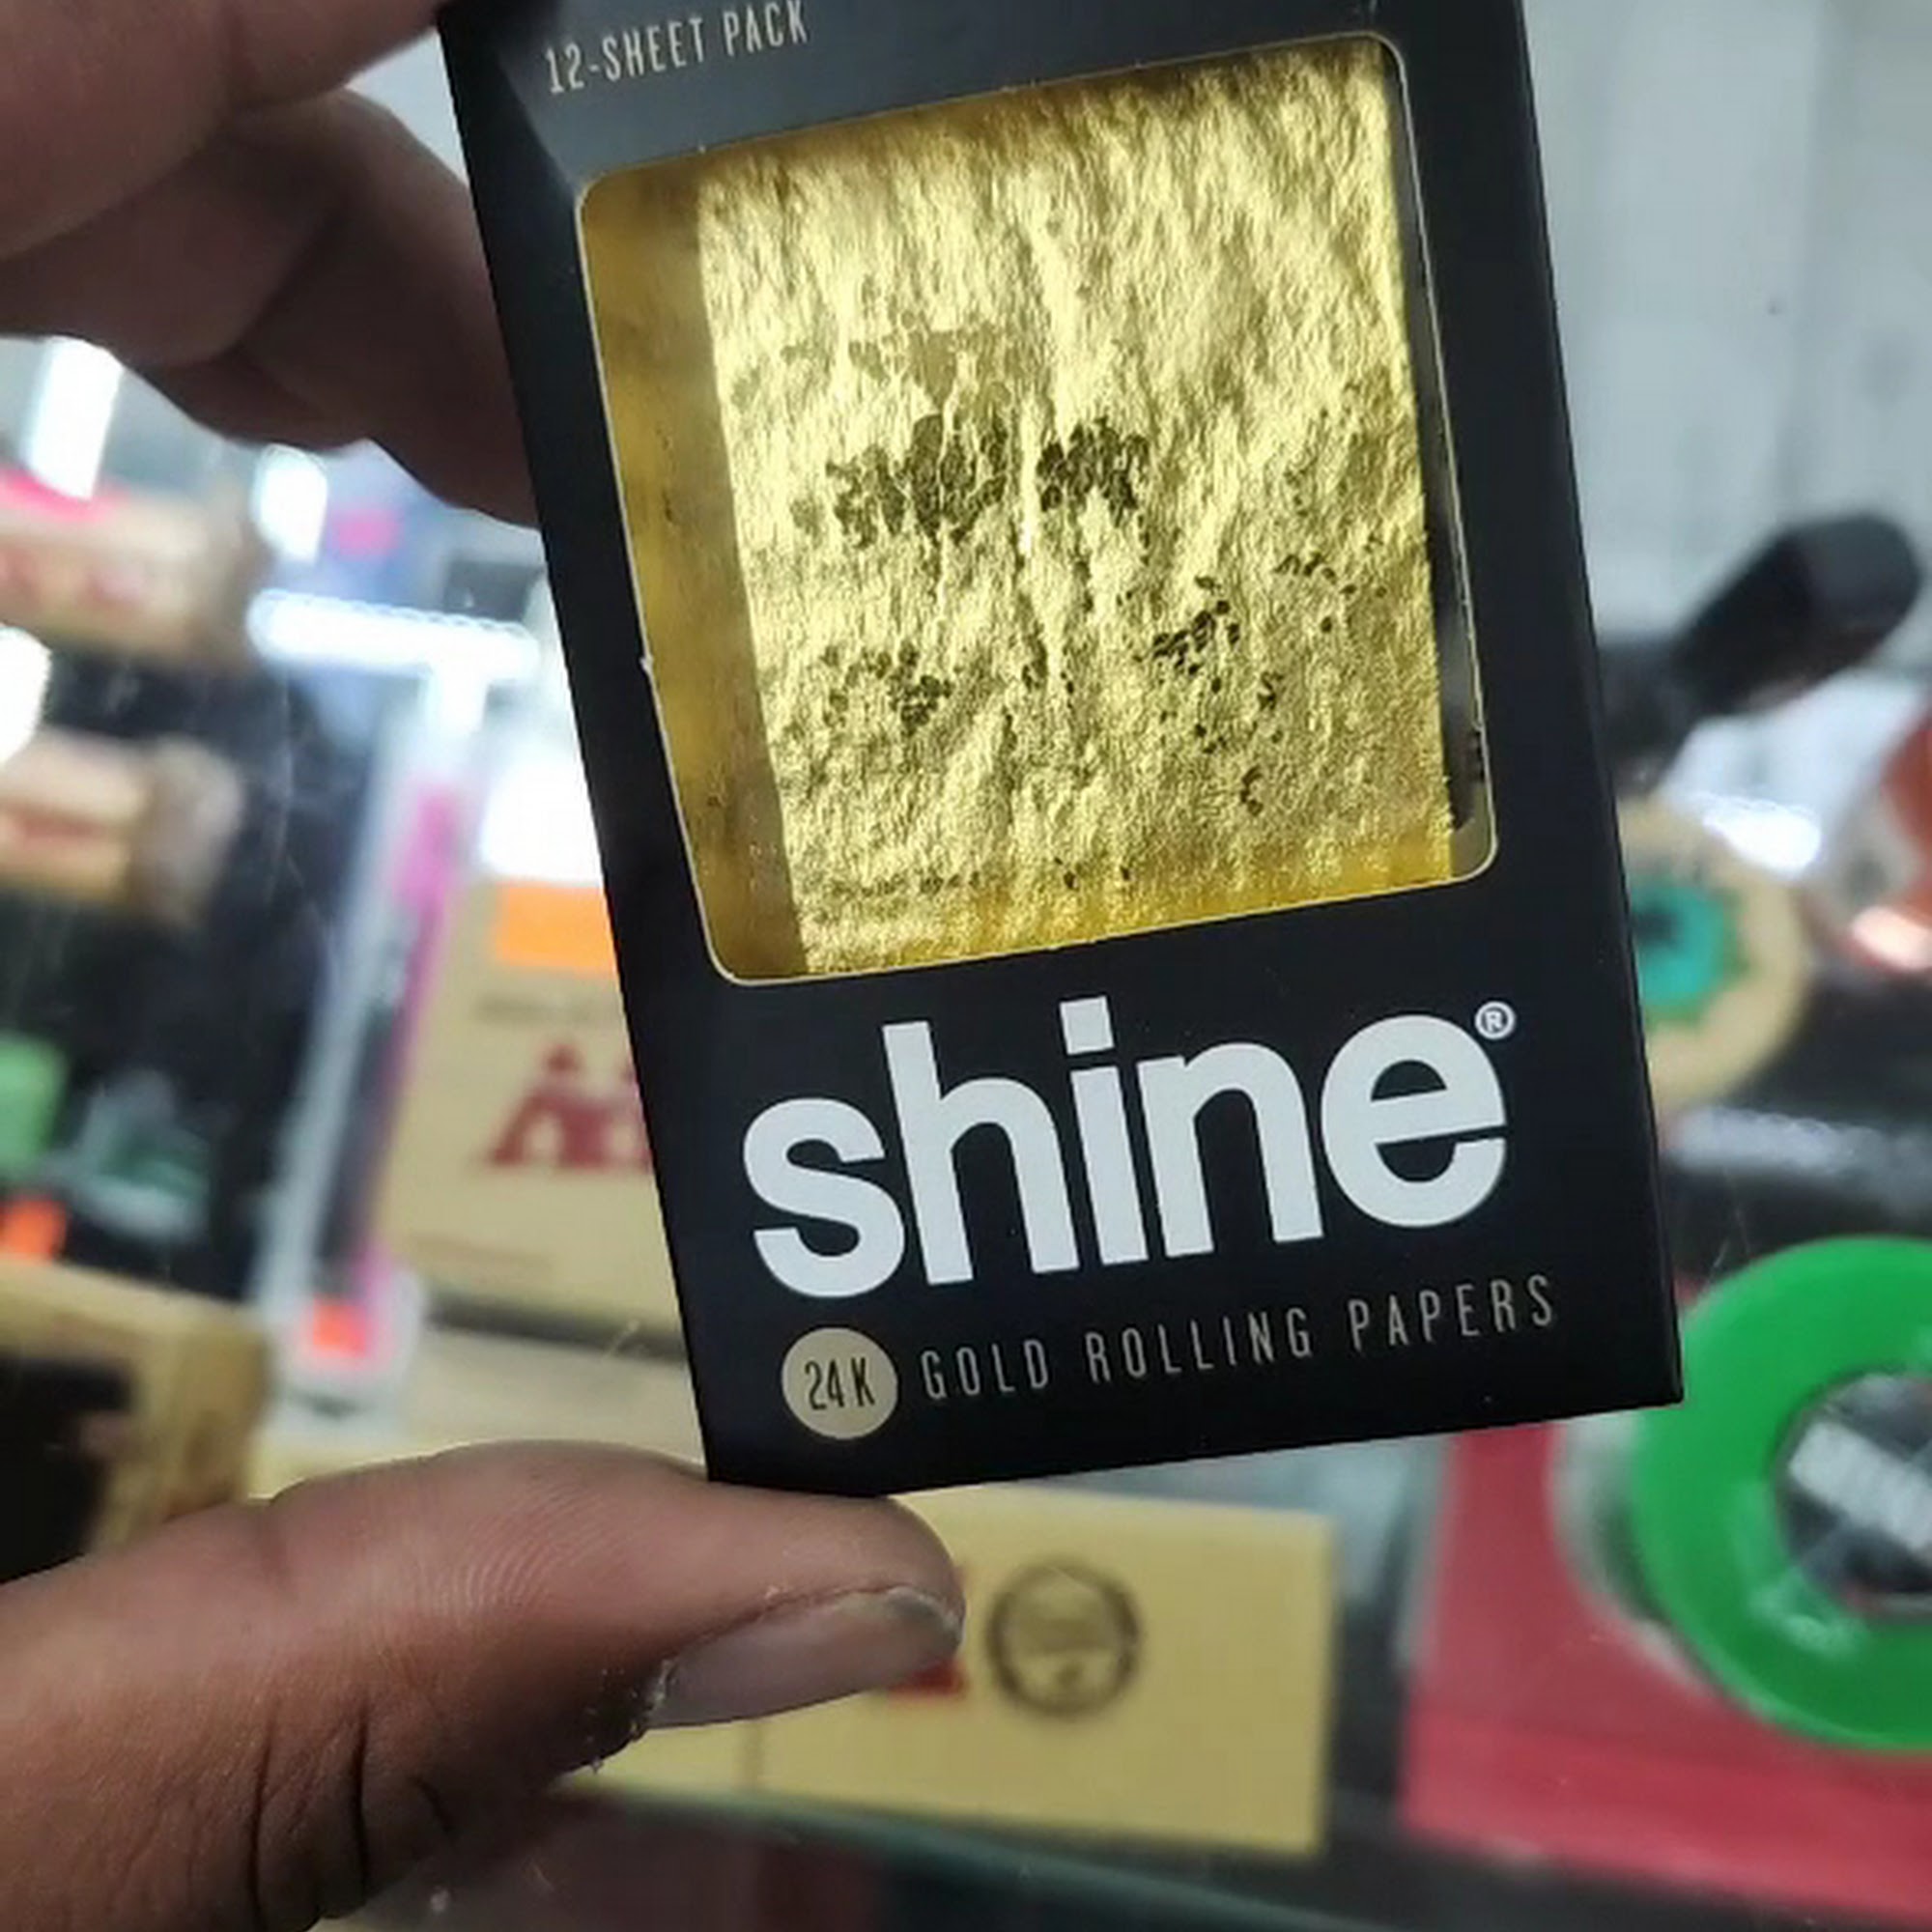 12-SHEET PACK
shine®
24K GOLD ROLLING PAPERS